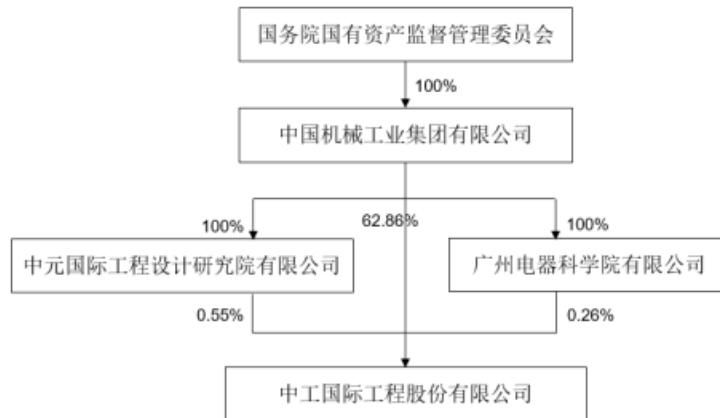 国务院国有资产监督管理委员会
100%
中国机械工业集团有限公司
100%
62.86%
100%
中元国际工程设计研究院有限公司
广州电器科学院有限公司
0.55%
0.26%
中工国际工程股份有限公司